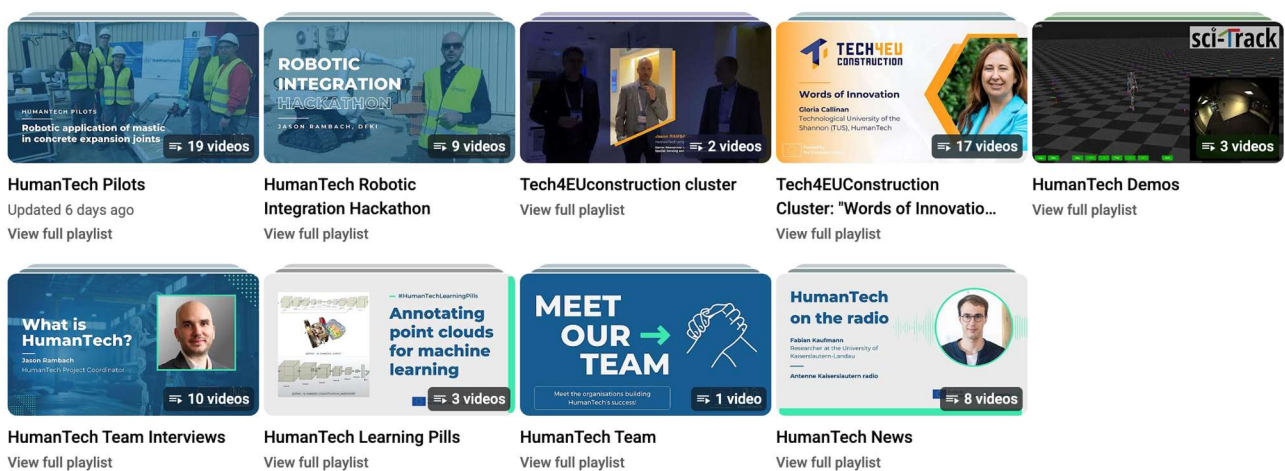 HUMANTECH PILOTS
Robotic application of mastic
in concrete expansion joints
19 videos
HumanTech Pilots
Updated 6 days ago
View full playlist
ROBOTIC
INTEGRATION
HACKATHON
JASON RAMBACH, DFKI
9 videos
HumanTech Robotic
Integration Hackathon
View full playlist
2 videos
Tech4EUconstruction cluster
View full playlist
TECH4EU
CONSTRUCTION
Words of Innovation
Gloria Callinan
Technological University of the
Shannon (TUS), HumanTech
17 videos
Tech4EUConstruction
Cluster: "Words of Innovatio...
View full playlist
sci-Track
3 videos
HumanTech Demos
View full playlist
What is
HumanTech?
Jason Rambach
HumanTech Project Coordinator
10 videos
HumanTech Team Interviews
View full playlist
#HumanTechLearningPills
Annotating
point clouds
for machine
learning
3 videos
HumanTech Learning Pills
View full playlist
MEET
OUR →
TEAM
Meet the organisations building
HumanTech's success!
1 video
HumanTech Team
View full playlist
HumanTech
on the radio
Fabian Kaufmann
Researcher at the University of
Kaiserslautern-Landau
Antenne Kaiserslautern radio
8 videos
HumanTech News
View full playlist